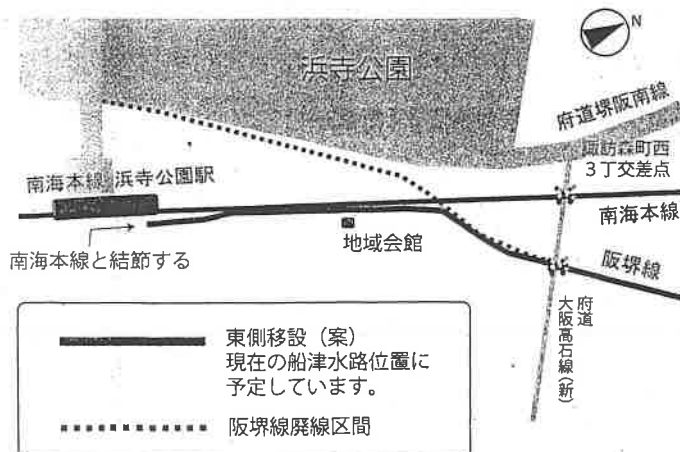 N
浜寺公園
府道堺阪南線
諏訪森町西
3丁交差点
南海本線 浜寺公園駅
南海本線
地域会館
南海本線と結節する
阪堺線
府道
大阪高石線(新)
東側移設（案）
現在の船津水路位置に
予定しています。
阪堺線廃線区間